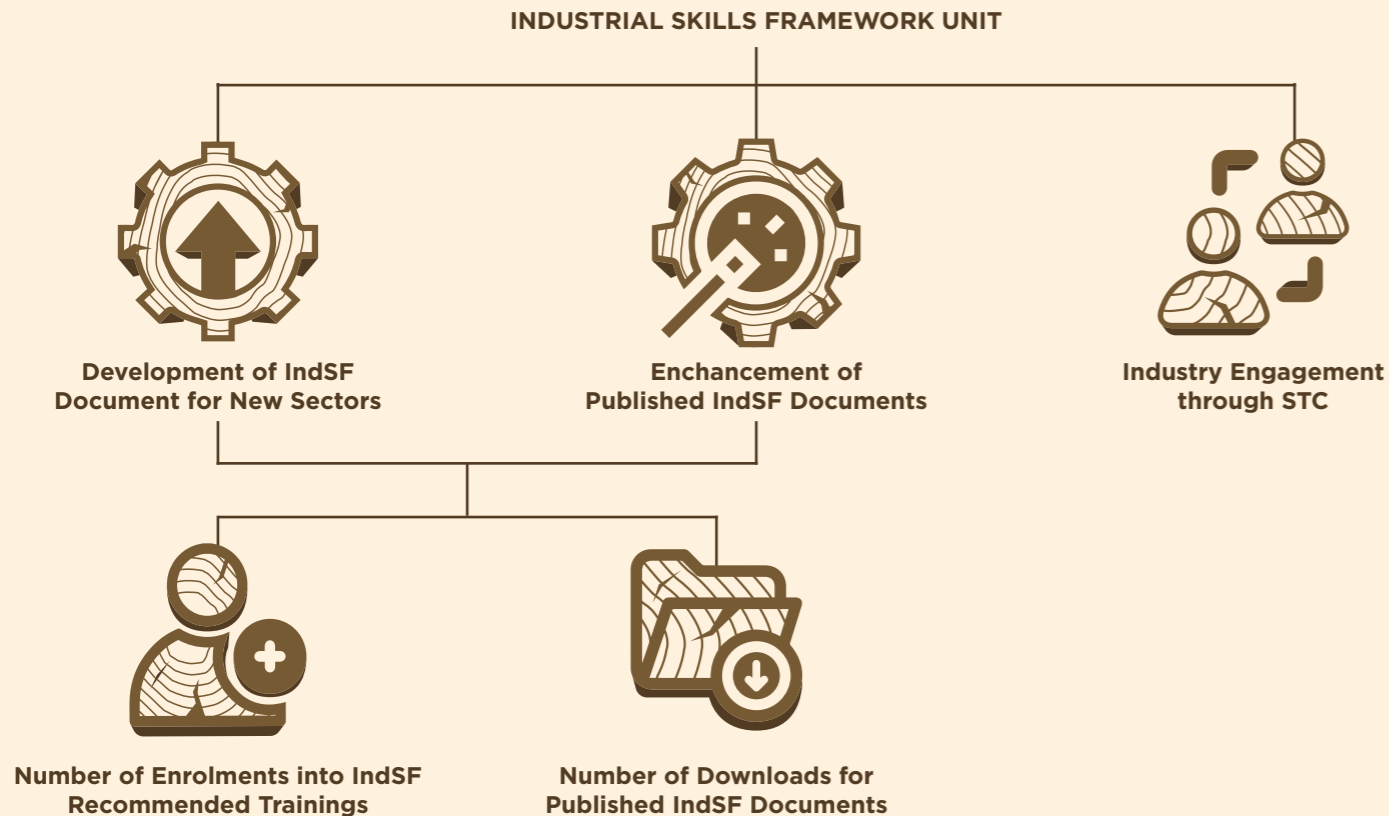 INDUSTRIAL SKILLS FRAMEWORK UNIT
Development of IndSF
Document for New Sectors
Enchancement of
Published IndSF Documents
Industry Engagement
through STC
Number of Enrolments into IndSF
Recommended Trainings
Number of Downloads for
Published IndSF Documents